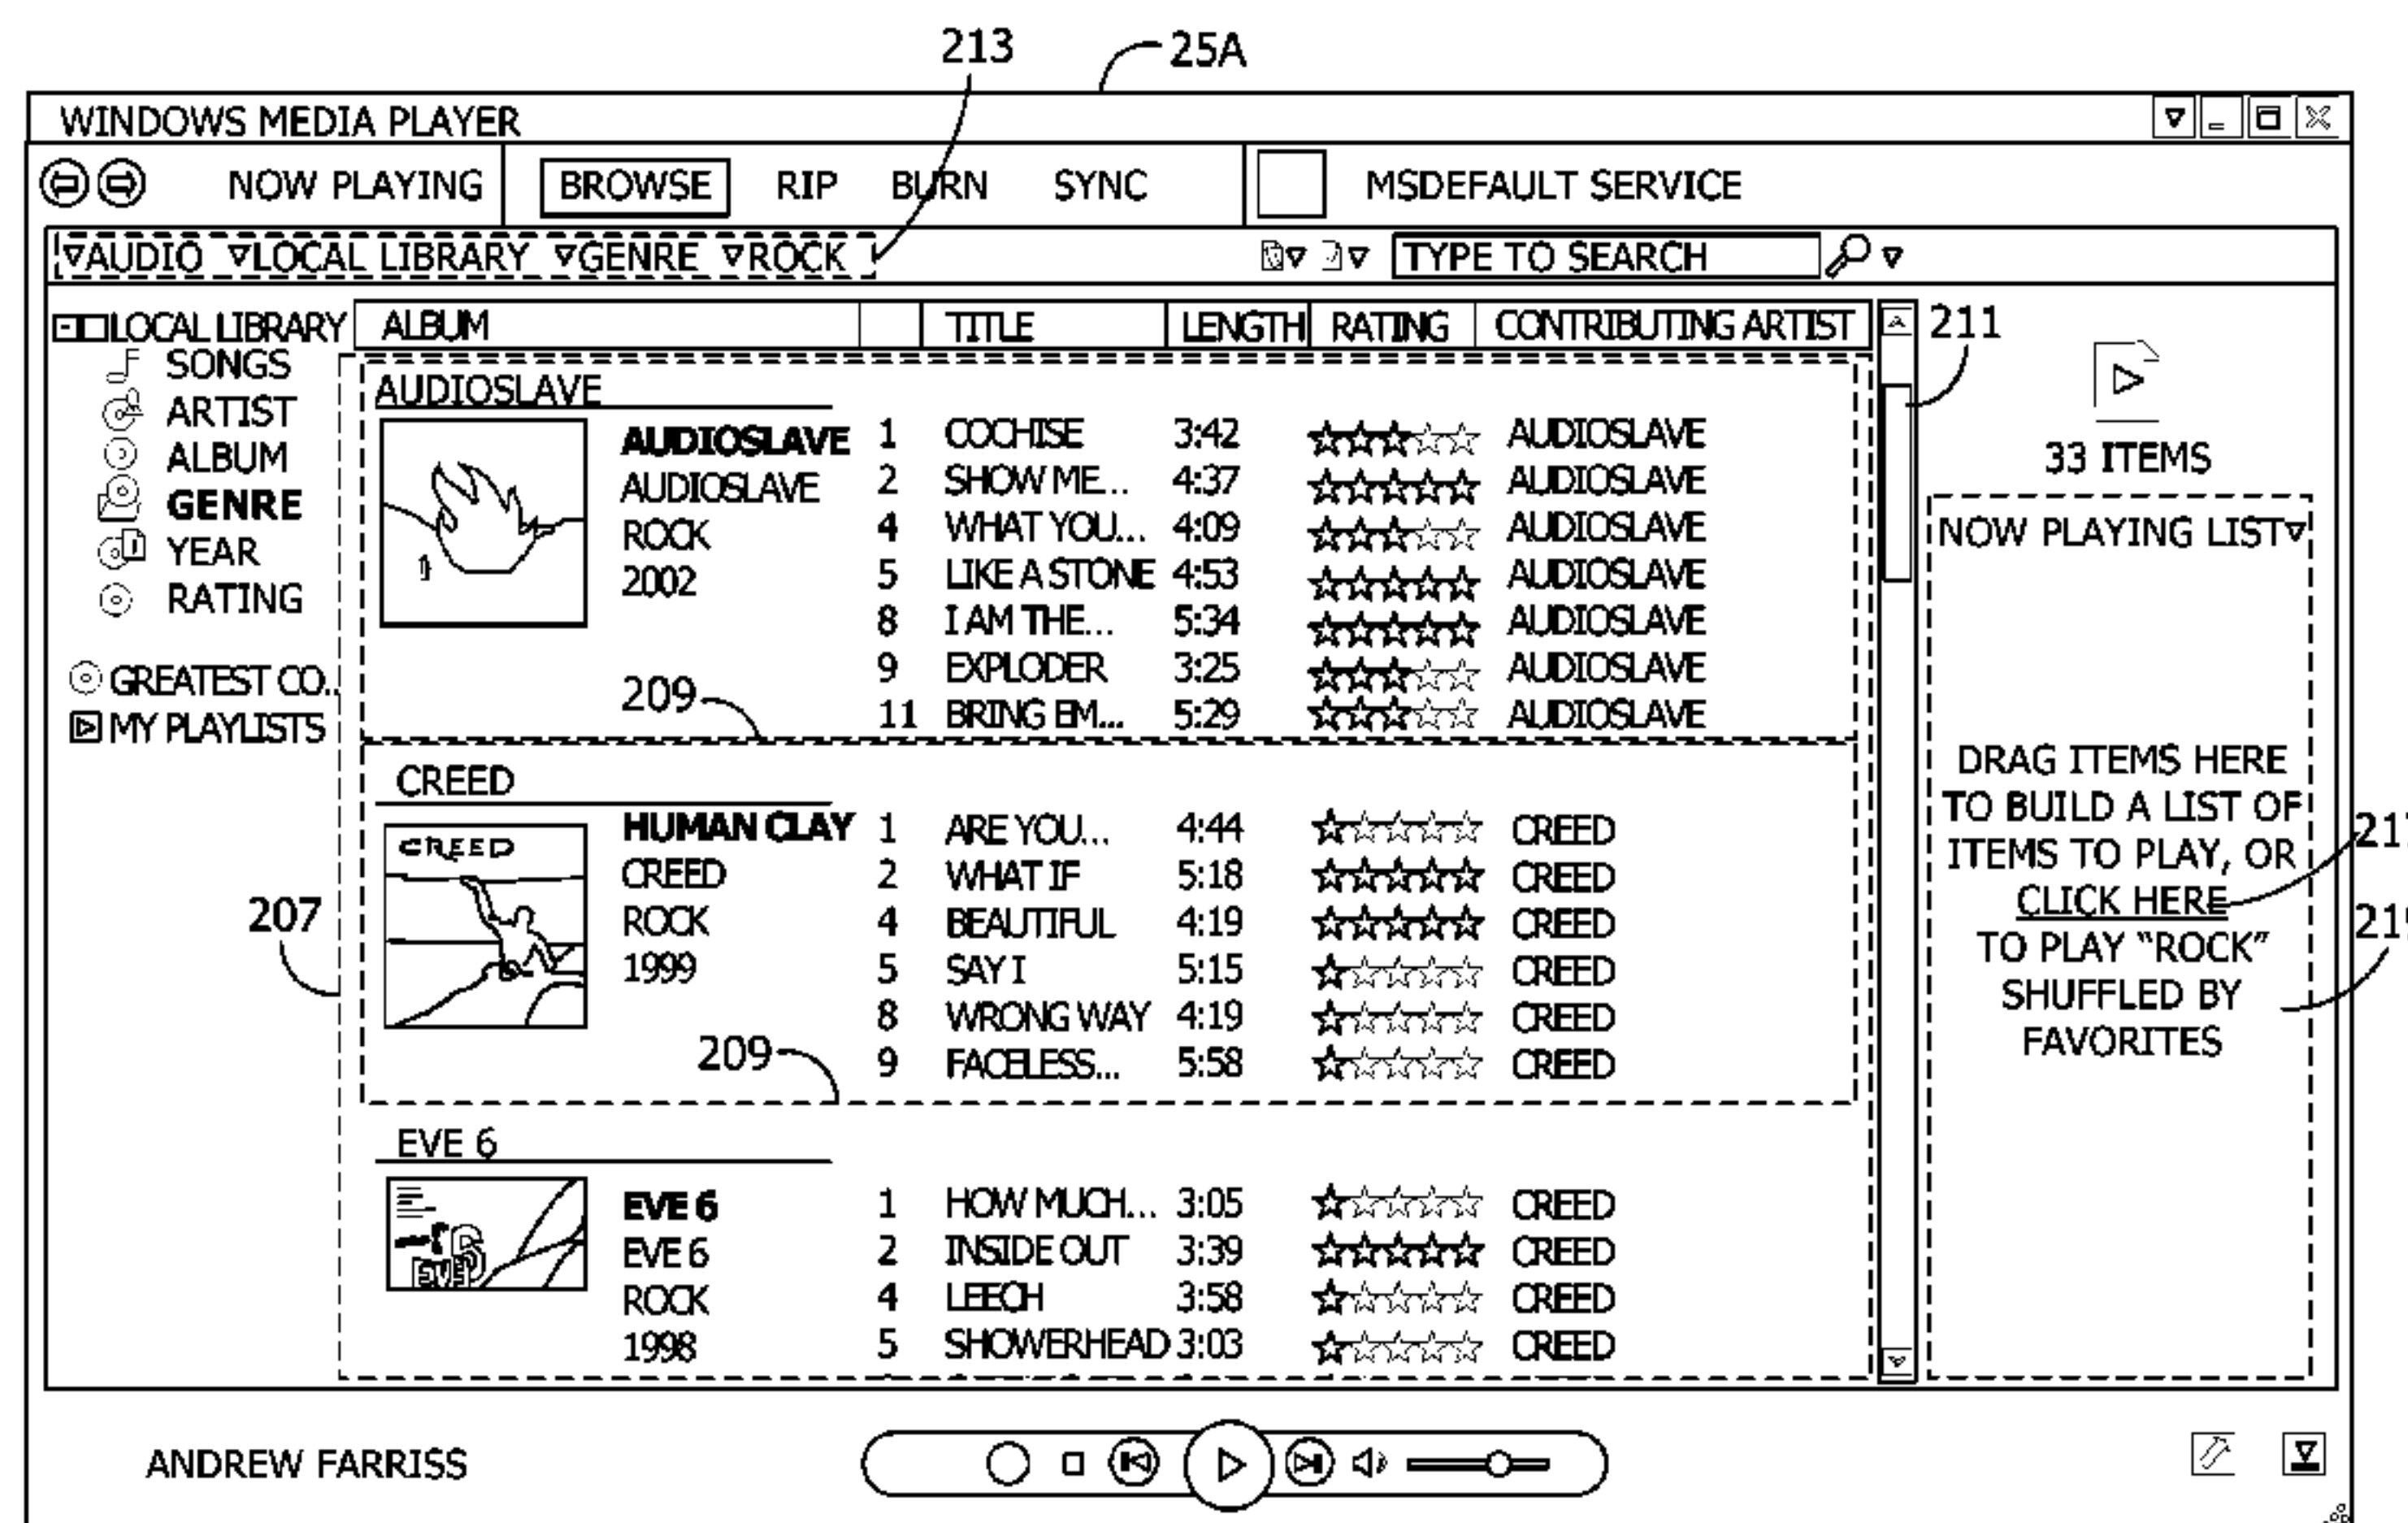 213
25A
WINDOWS MEDIA PLAYER
NOW PLAYING BROWSE RIP BURN SYNC MSDEFAULT SERVICE
AUDIO LOCAL LIBRARY GENRE ROCK TYPE TO SEARCH
LOCAL LIBRARY
SONGS
ARTIST
ALBUM
GENRE
YEAR
RATING
GREATEST CO..
MY PLAYLISTS
207
ALBUM TITLE LENGTH RATING CONTRIBUTING ARTIST
AUDIOSLAVE
AUDIOSLAVE
AUDIOSLAVE
ROCK
2002
1 COCHISE 3:42 AUDIOSLAVE
2 SHOW ME... 4:37 AUDIOSLAVE
4 WHAT YOU... 4:09 AUDIOSLAVE
5 LIKE A STONE 4:53 AUDIOSLAVE
8 I AM THE... 5:34 AUDIOSLAVE
9 EXPLODER 3:25 AUDIOSLAVE
11 BRING EM... 5:29 AUDIOSLAVE
209
CREED
CREED
HUMAN CLAY
CREED
ROCK
1999
1 ARE YOU... 4:44 CREED
2 WHAT IF 5:18 CREED
4 BEAUTIFUL 4:19 CREED
5 SAY I 5:15 CREED
8 WRONG WAY 4:19 CREED
9 FACELESS... 5:58 CREED
209
EVE 6
EVE 6
EVE 6
ROCK
1998
1 HOW MUCH... 3:05 CREED
2 INSIDE OUT 3:39 CREED
4 LEECH 3:58 CREED
5 SHOWERHEAD 3:03 CREED
211
33 ITEMS
NOW PLAYING LIST
DRAG ITEMS HERE
TO BUILD A LIST OF
ITEMS TO PLAY, OR
CLICK HERE
TO PLAY “ROCK”
SHUFFLED BY
FAVORITES
ANDREW FARRISS